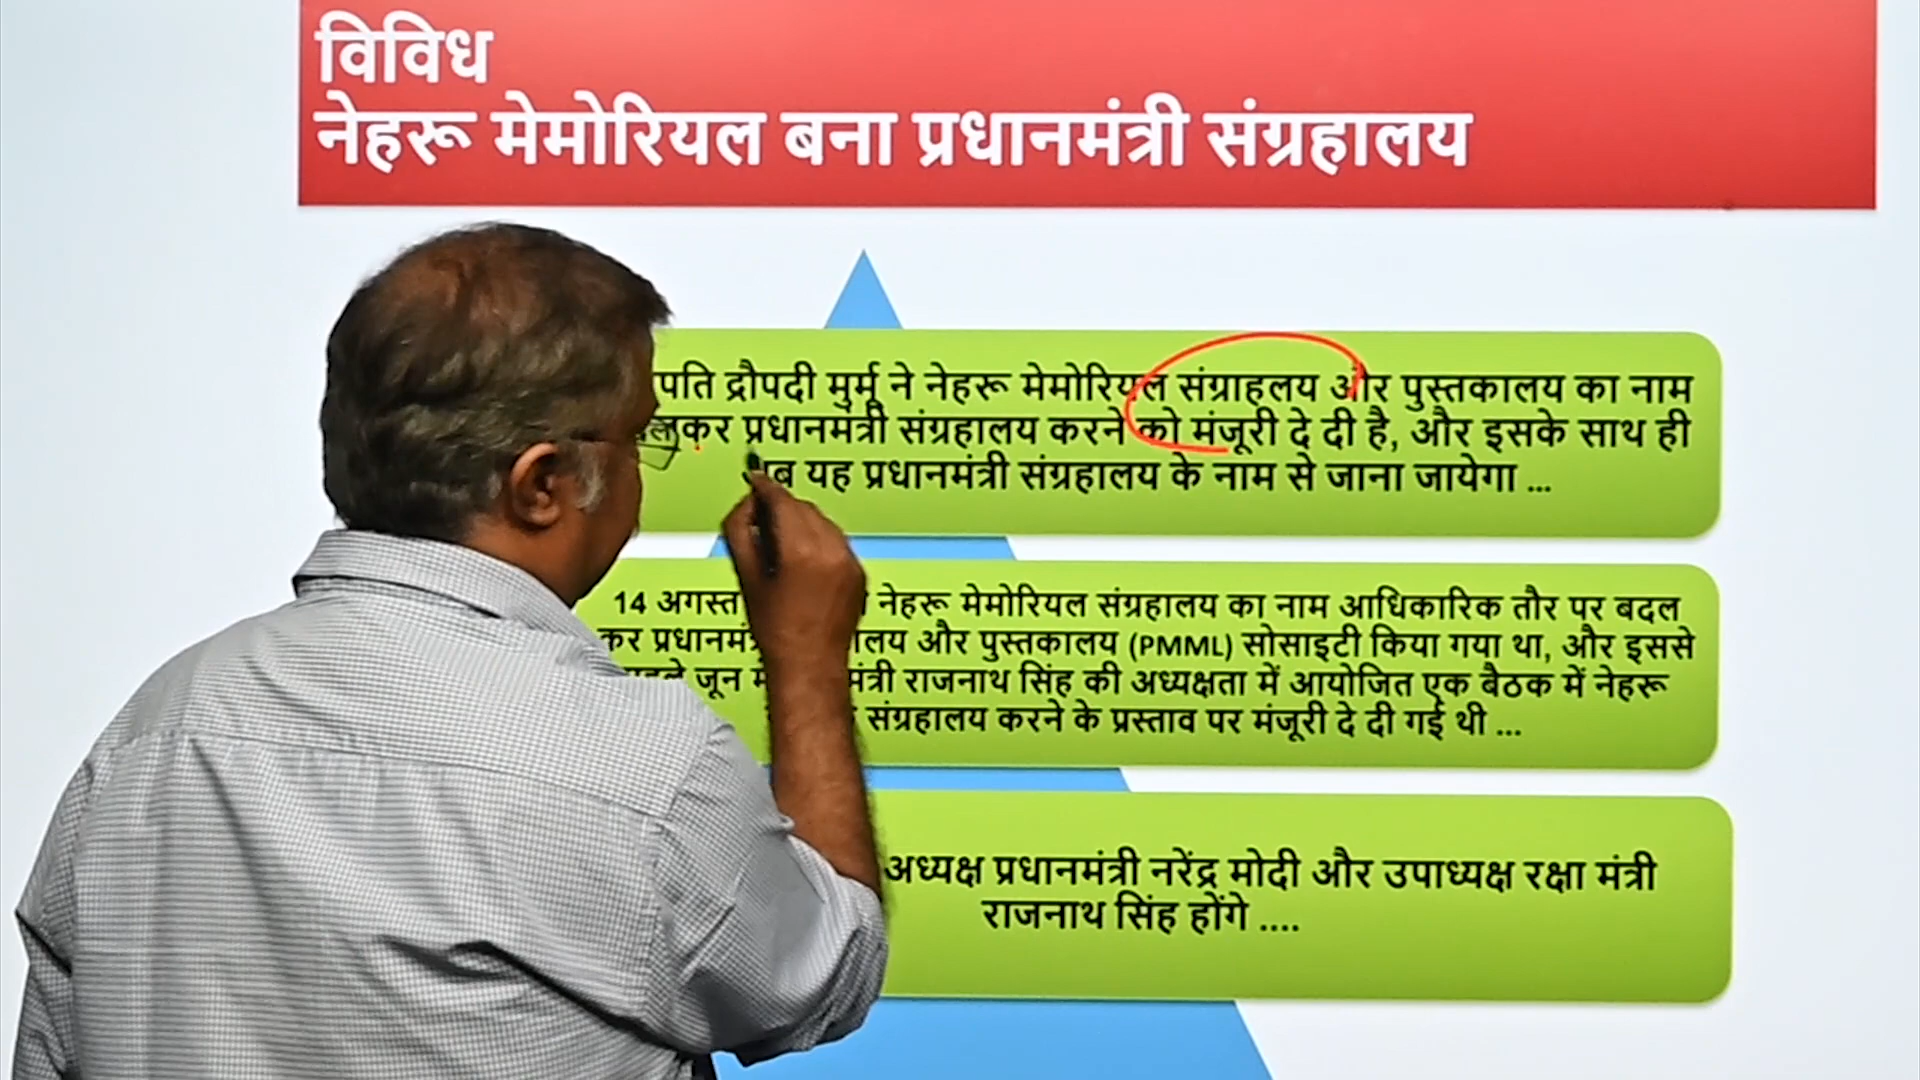 विविध
नेहरू मेमोरियल बना प्रधानमंत्री संग्रहालय
पति द्रौपदी मुर्मू ने नेहरू मेमोरियल संग्राहलय और पुस्तकालय का नाम
कर प्रधानमंत्री संग्रहालय करने को मंजूरी दे दी है, और इसके साथ ही
यह प्रधानमंत्री संग्रहालय के नाम से जाना जायेगा ...
14 अगस्त नेहरू मेमोरियल संग्रहालय का नाम आधिकारिक तौर पर बदल
कर और पुस्तकालय (PMML) सोसाइटी किया गया था, और इससे
जून राजनाथ सिंह की अध्यक्षता में आयोजित एक बैठक में नेहरू
संग्रहालय करने के प्रस्ताव पर मंजूरी दे दी गई थी ...
अध्यक्ष प्रधानमंत्री नरेंद्र मोदी और उपाध्यक्ष रक्षा मंत्री
राजनाथ सिंह होंगे ....